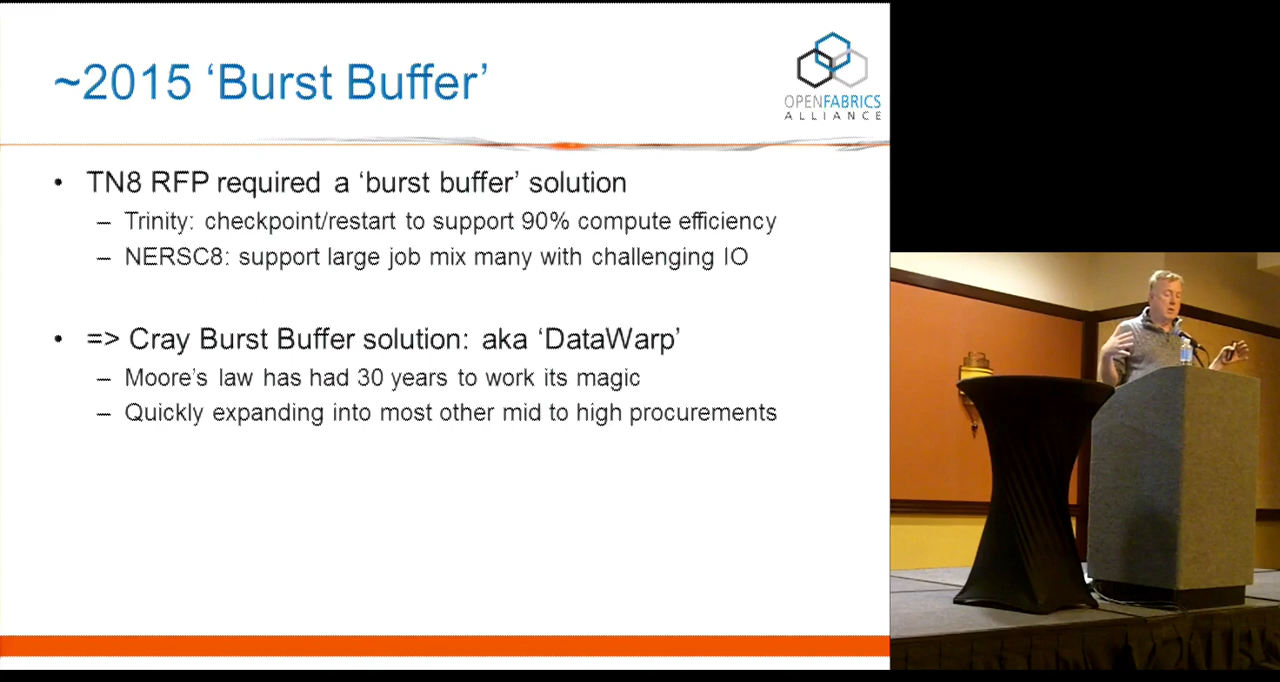 ~2015 ‘Burst Buffer’
OPENFABRICS
ALLIANCE
• TN8 RFP required a ‘burst buffer’ solution
– Trinity: checkpoint/restart to support 90% compute efficiency
– NERSC8: support large job mix many with challenging IO
• => Cray Burst Buffer solution: aka ‘DataWarp’
– Moore’s law has had 30 years to work its magic
– Quickly expanding into most other mid to high procurements